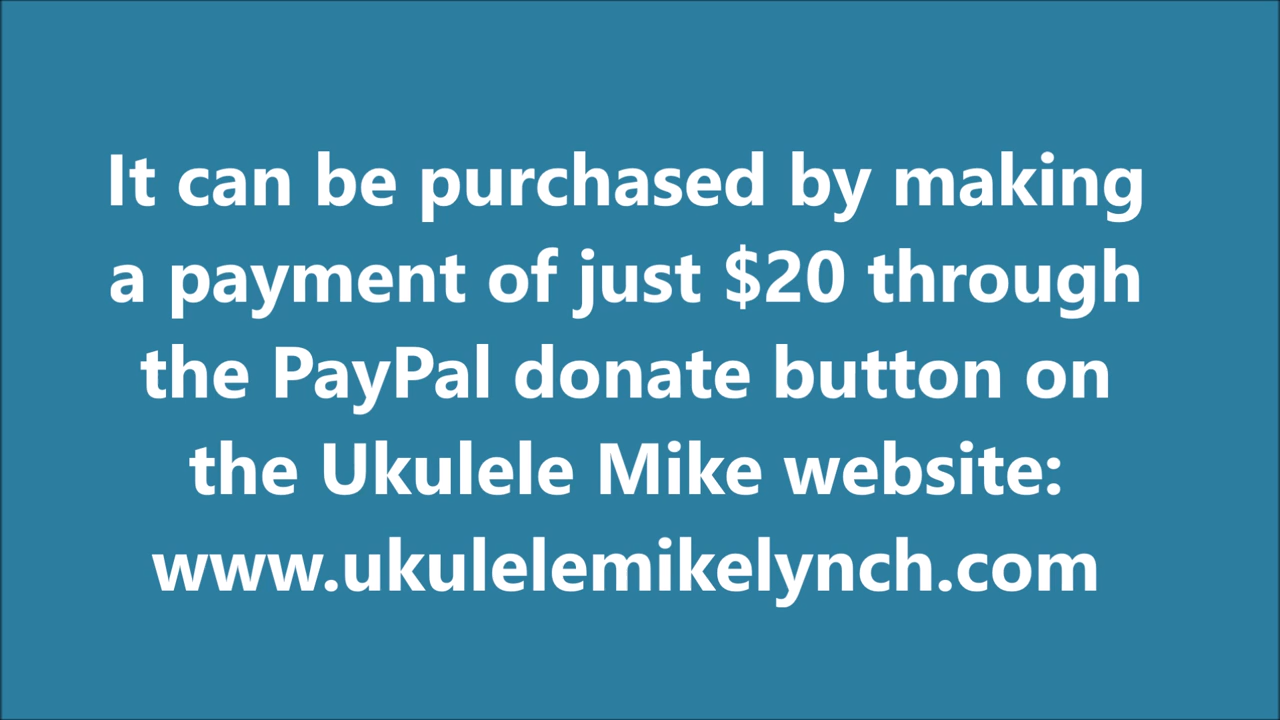 It can be purchased by making
a payment of just $20 through
the PayPal donate button on
the Ukulele Mike website:
www.ukulelemikelynch.com